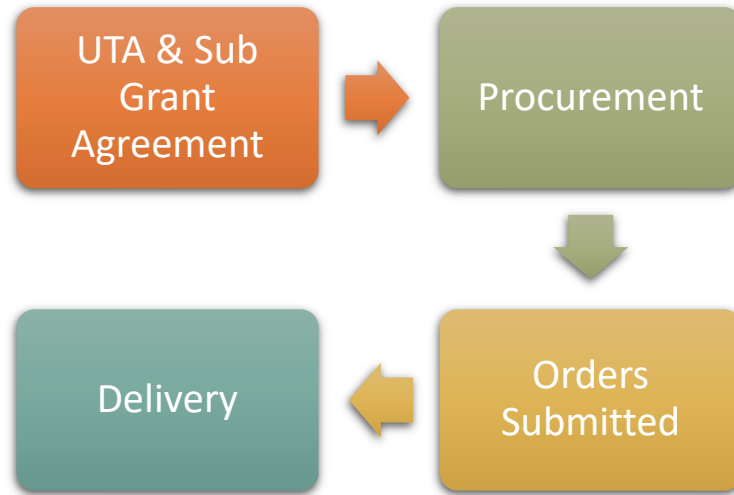 UTA & Sub
Grant
Agreement
Procurement
Orders
Submitted
Delivery